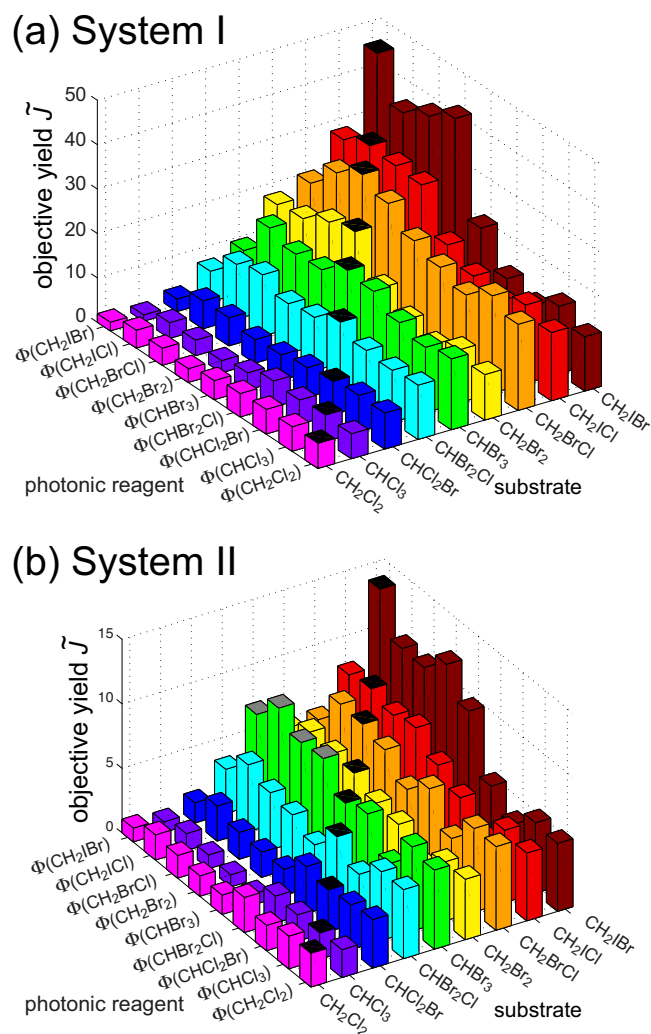 (a) System I
objective yield J̃
50
40
30
20
10
0
Φ(CH₂IBr)
Φ(CH₂ICl)
Φ(CH₂BrCl)
Φ(CH₂Br₂)
Φ(CHBr₃)
Φ(CHBr₂Cl)
Φ(CHCl₂Br)
Φ(CHCl₃)
Φ(CH₂Cl₂)
photonic reagent
CH₂Cl₂
CHCl₃
CHCl₂Br
CHBr₂Cl
CHBr₃
CH₂Br₂
CH₂BrCl
CH₂ICl
CH₂IBr
substrate
(b) System II
objective yield J̃
15
10
5
0
Φ(CH₂IBr)
Φ(CH₂ICl)
Φ(CH₂BrCl)
Φ(CH₂Br₂)
Φ(CHBr₃)
Φ(CHBr₂Cl)
Φ(CHCl₂Br)
Φ(CHCl₃)
Φ(CH₂Cl₂)
photonic reagent
CH₂Cl₂
CHCl₃
CHCl₂Br
CHBr₂Cl
CHBr₃
CH₂Br₂
CH₂BrCl
CH₂ICl
CH₂IBr
substrate